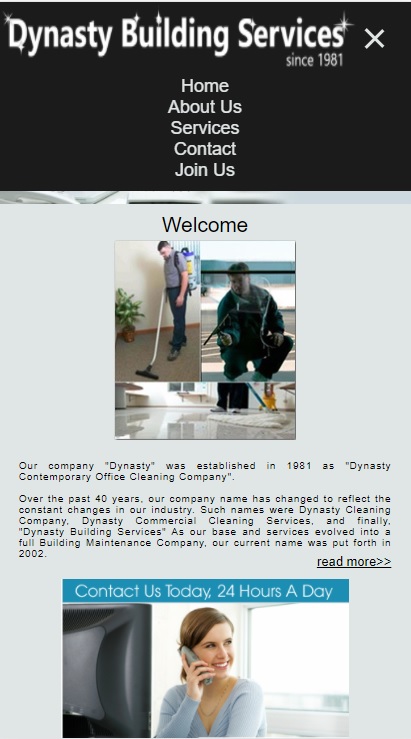 Dynasty Building Services
since 1981
Home
About Us
Services
Contact
Join Us
Welcome
Our company "Dynasty" was established in 1981 as "Dynasty
Contemporary Office Cleaning Company".
Over the past 40 years, our company name has changed to reflect the
constant changes in our industry. Such names were Dynasty Cleaning
Company, Dynasty Commercial Cleaning Services, and finally,
"Dynasty Building Services" As our base and services evolved into a
full Building Maintenance Company, our current name was put forth in
2002.
read more>>
Contact Us Today, 24 Hours A Day